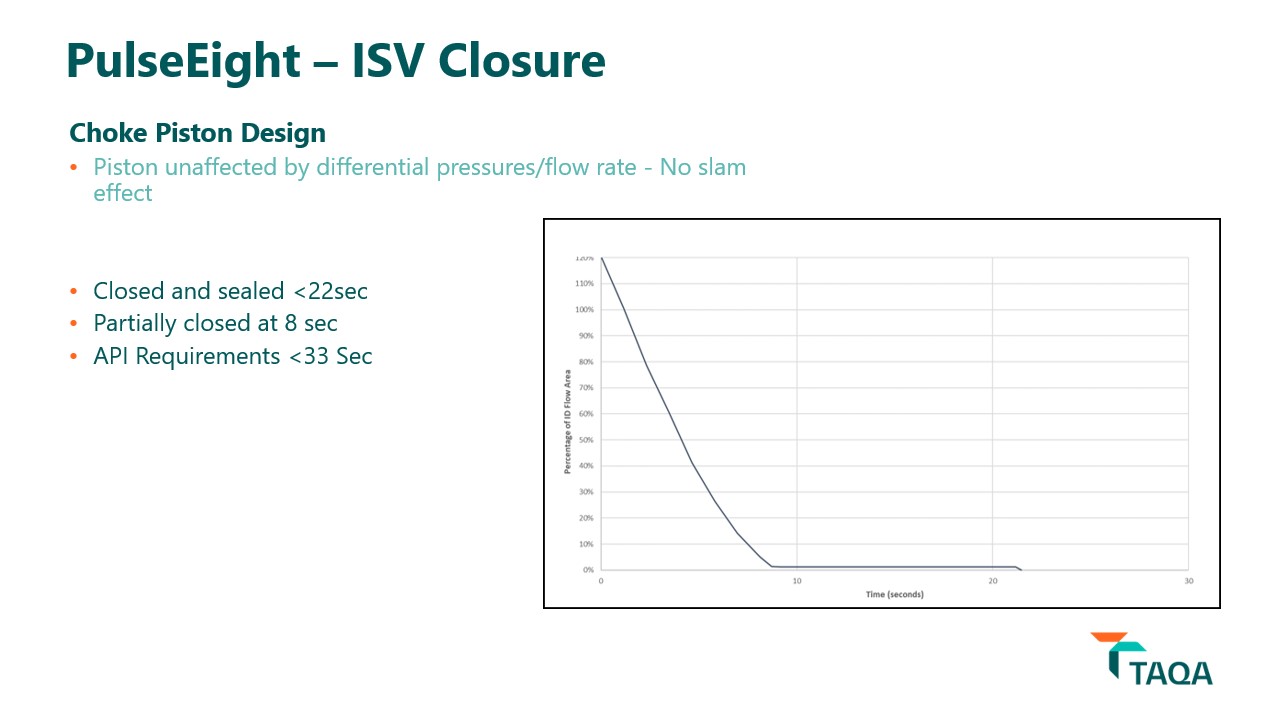 PulseEight – ISV Closure
Choke Piston Design
• Piston unaffected by differential pressures/flow rate - No slam
effect
• Closed and sealed <22sec
• Partially closed at 8 sec
• API Requirements <33 Sec
120%
110%
100%
90%
80%
70%
60%
50%
40%
30%
20%
10%
0%
Percentage of ID Flow Area
0 10 20 30
Time (seconds)
TAQA